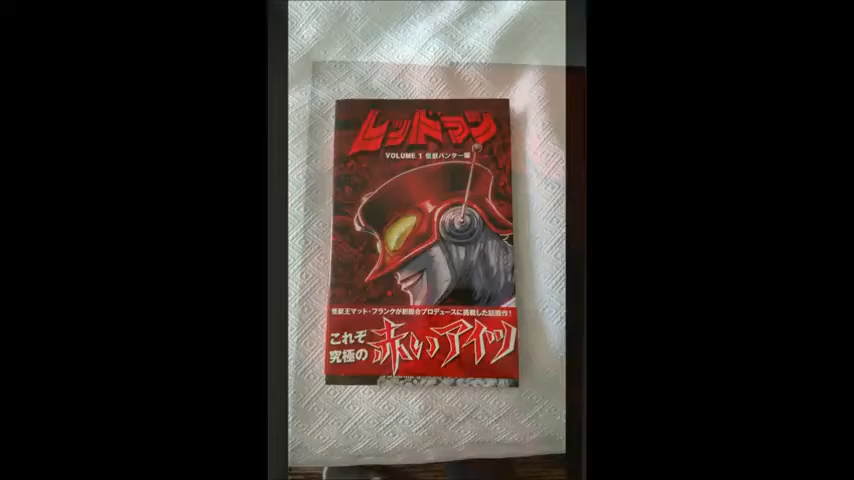 レッドマン
VOLUME 1 怪獣ハンター編
怪獣王マット・フランクが初総合プロデュースに挑戦した話題作!
これぞ
究極の
赤いアイツ